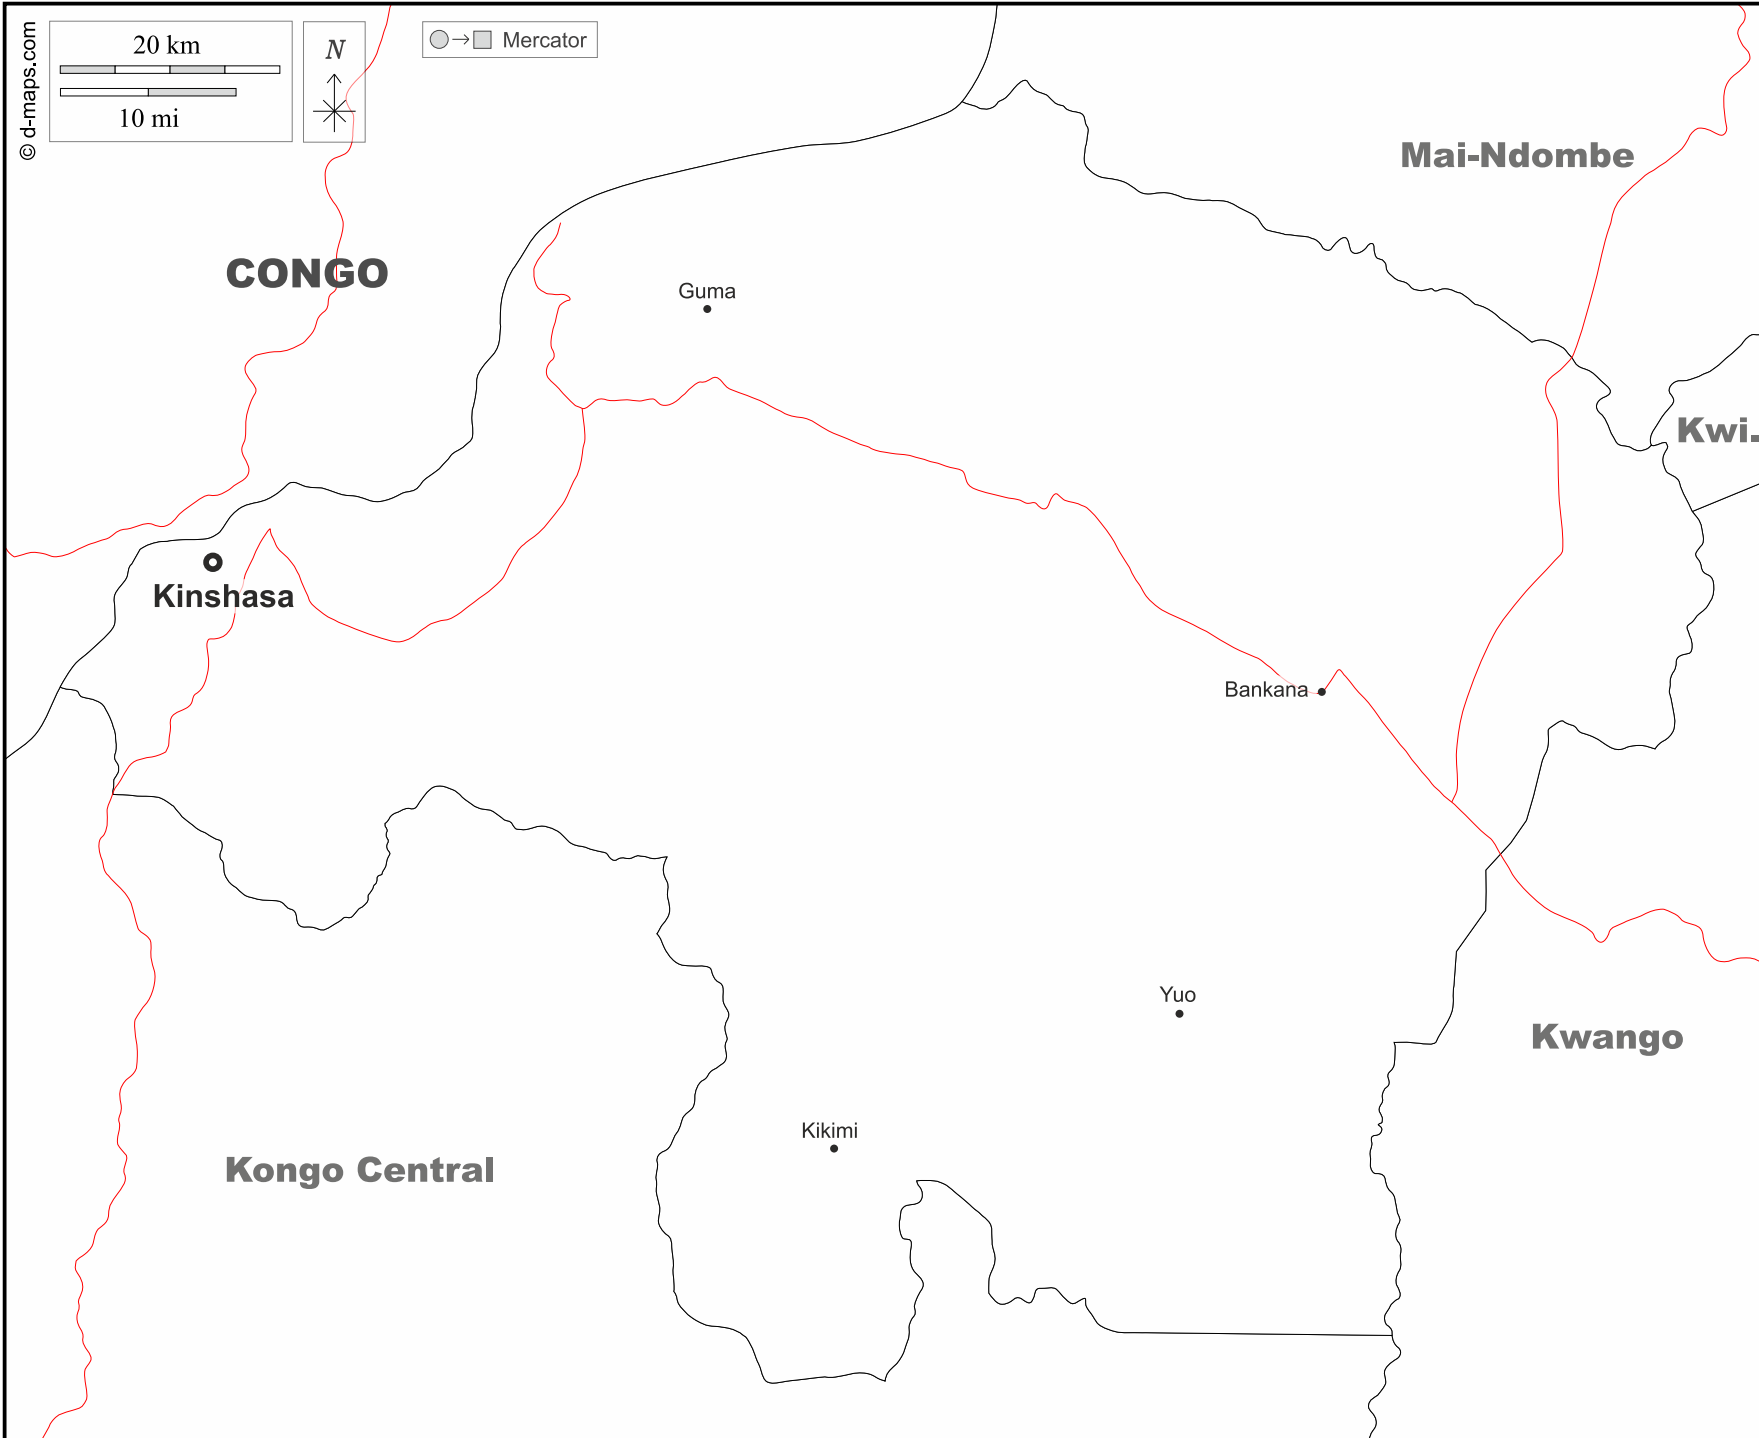 © d-maps.com
20 km
10 mi
N
Mercator
Mai-Ndombe
CONGO
Guma
Kwi.
Kinshasa
Bankana
Yuo
Kwango
Kikimi
Kongo Central